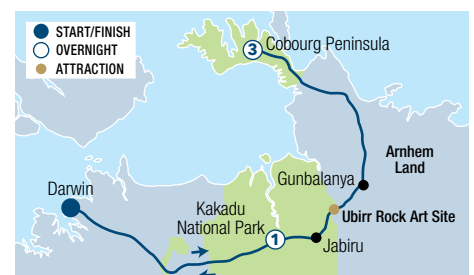 START/FINISH
OVERNIGHT
ATTRACTION
3
Cobourg Peninsula
Arnhem
Land
Gunbalanya
Darwin
Kakadu
National Park
Ubirr Rock Art Site
1
Jabiru